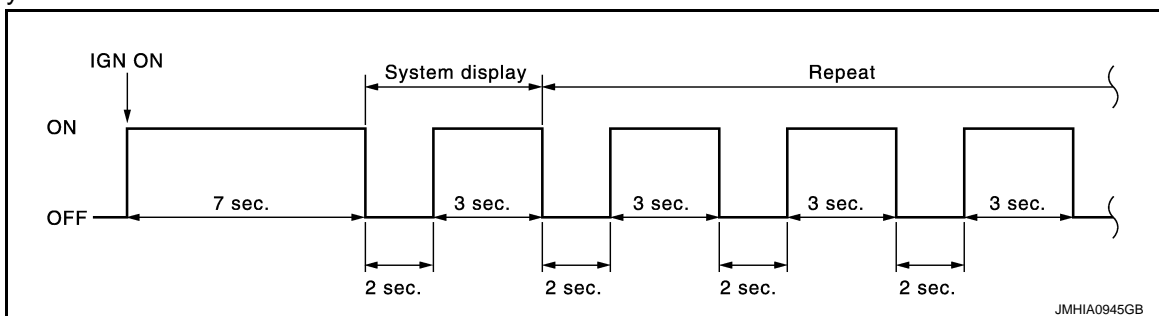 IGN ON
System display
Repeat
ON
7 sec.
3 sec.
3 sec.
3 sec.
3 sec.
OFF
2 sec.
2 sec.
2 sec.
2 sec.
JMHIA0945GB